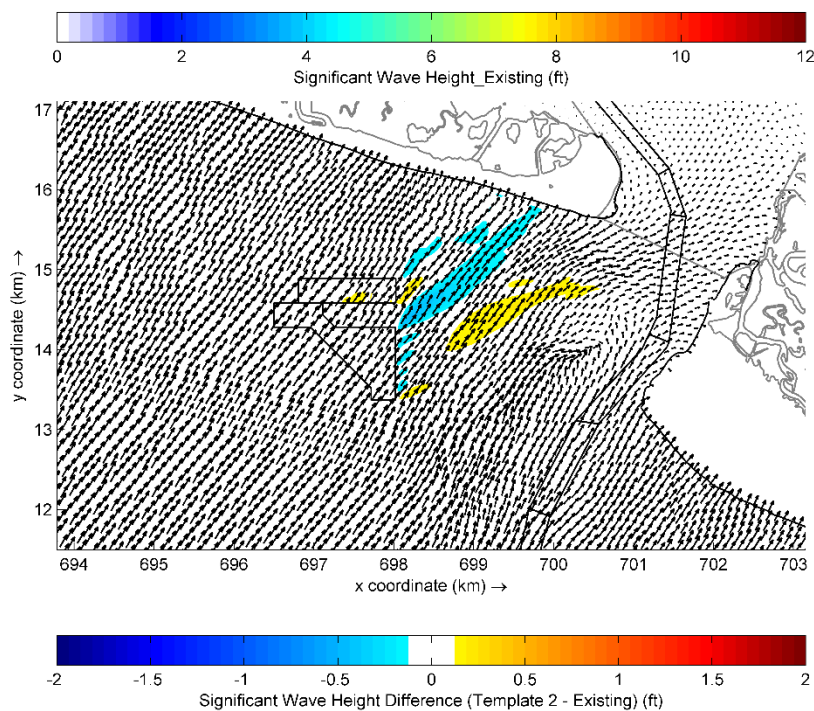 0 2 4 6 8 10 12
Significant Wave Height_Existing (ft)
17
16
15
14
13
12
y coordinate (km) →
694 695 696 697 698 699 700 701 702 703
x coordinate (km) →
-2 -1.5 -1 -0.5 0 0.5 1 1.5 2
Significant Wave Height Difference (Template 2 - Existing) (ft)